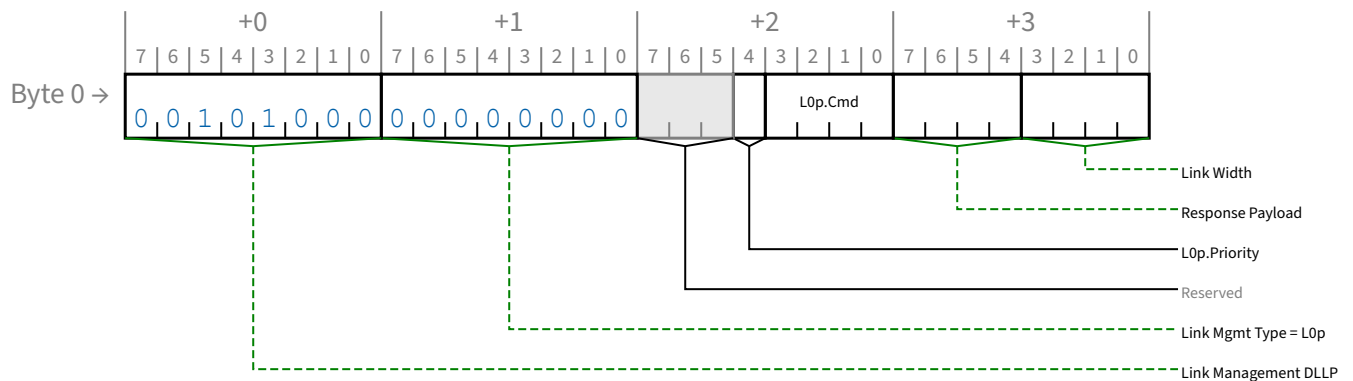 +0 +1 +2 +3
7 6 5 4 3 2 1 0 7 6 5 4 3 2 1 0 7 6 5 4 3 2 1 0 7 6 5 4 3 2 1 0
Byte 0 →
0 0 1 0 1 0 0 0 0 0 0 0 0 0 0 0
L0p.Cmd
Link Width
Response Payload
L0p.Priority
Reserved
Link Mgmt Type = L0p
Link Management DLLP